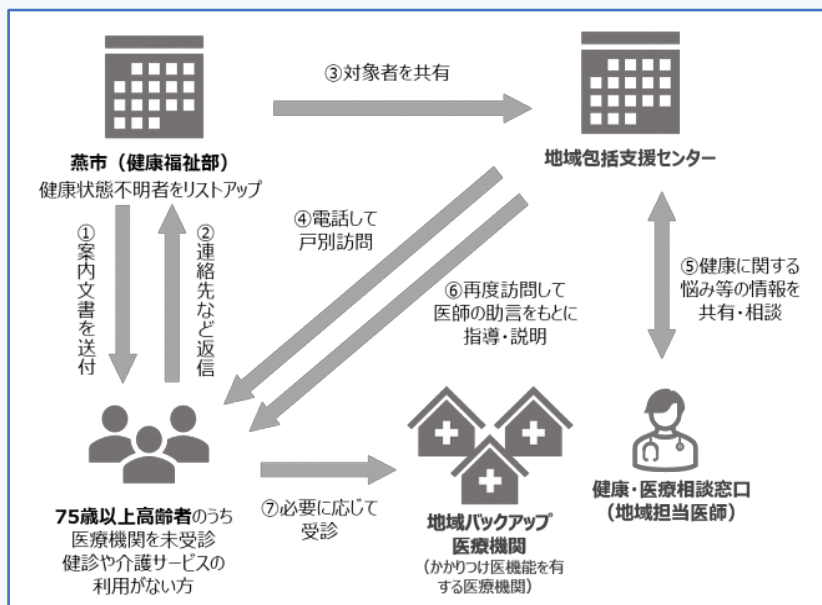 ③対象者を共有
燕市（健康福祉部）
健康状態不明者をリストアップ
地域包括支援センター
①案内文書を送付
②連絡先など返信
④電話して
戸別訪問
⑥再度訪問して
医師の助言をもとに
指導・説明
⑤健康に関する
悩み等の情報を
共有・相談
75歳以上高齢者のうち
医療機関を未受診
健診や介護サービスの
利用がない方
⑦必要に応じて
受診
地域バックアップ
医療機関
（かかりつけ医機能を有
する医療機関）
健康・医療相談窓口
（地域担当医師）